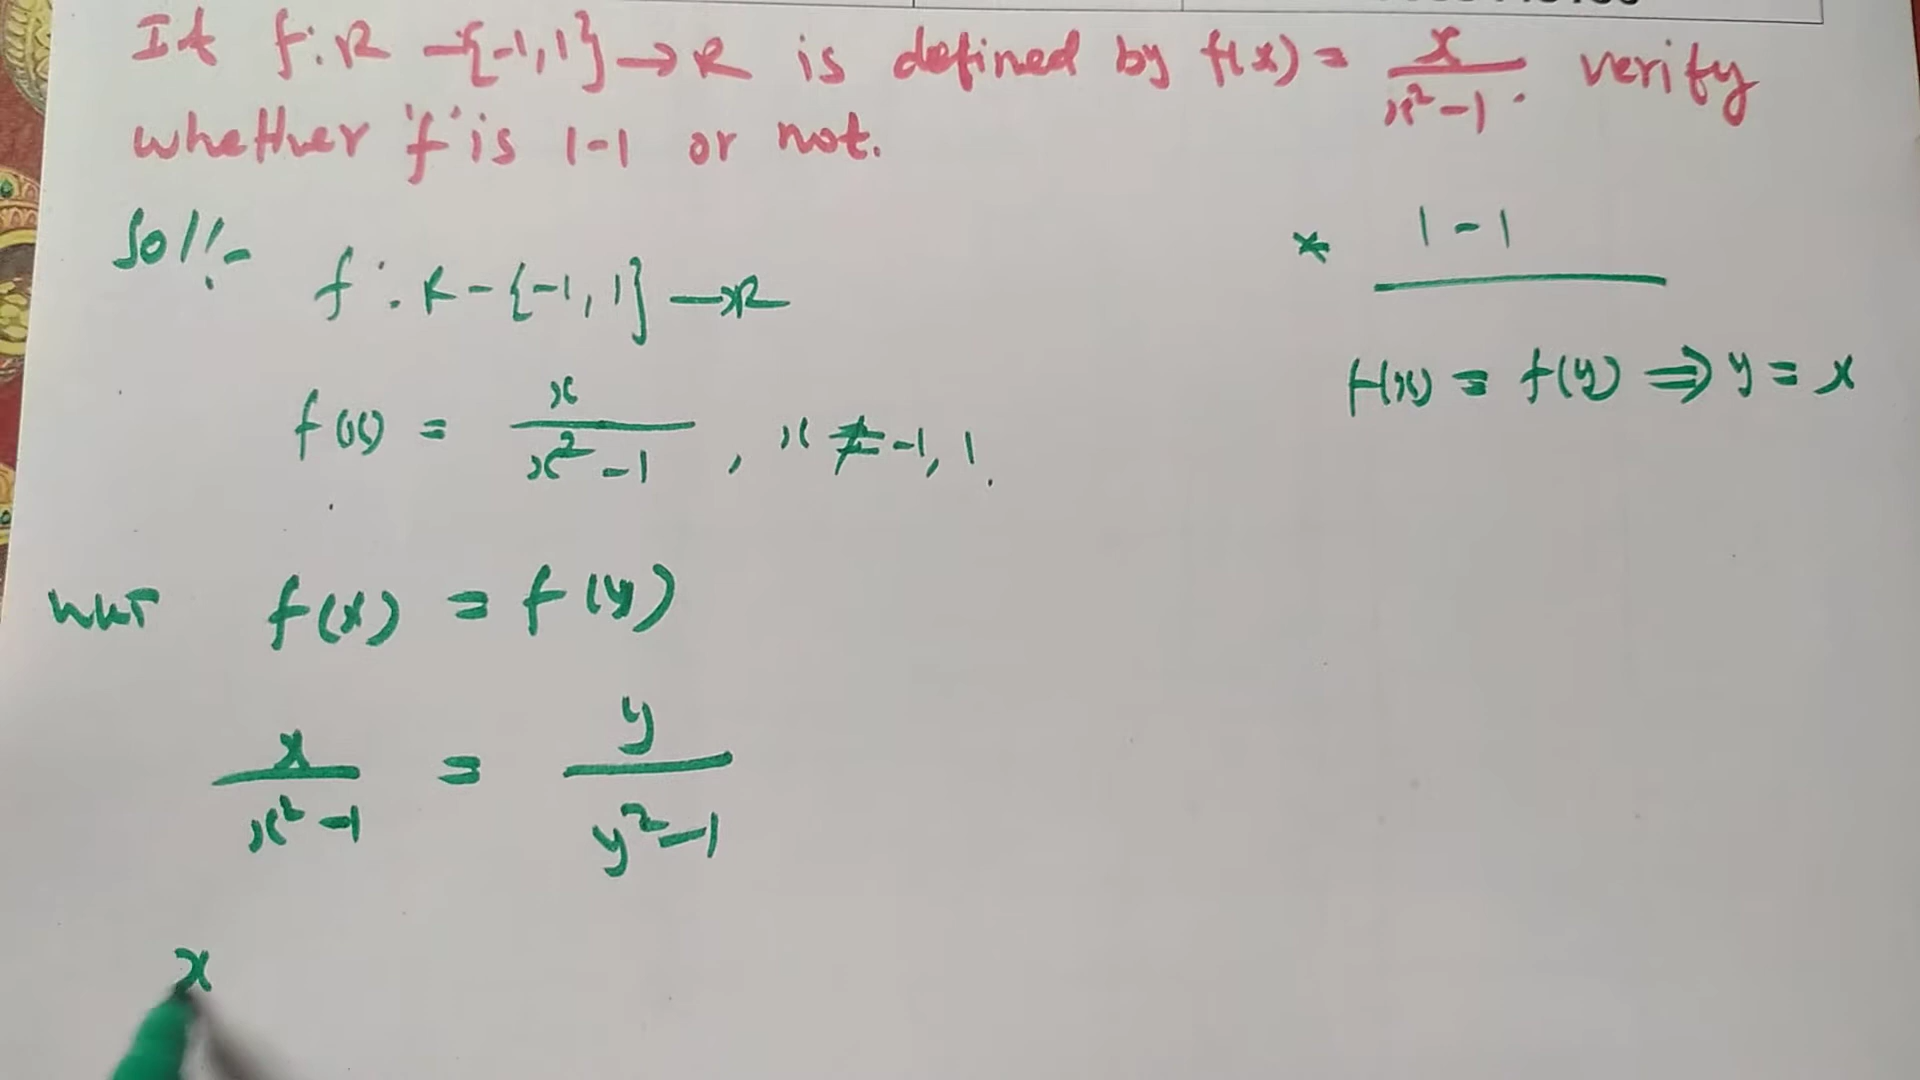 If f: R - {-1, 1} → R is defined by f(x) = x/(x² - 1). verify
whether 'f' is 1-1 or not.
Sol:-
f: R - {-1, 1} → R
* 1 - 1
f(x) = f(y) ⇒ y = x
f(x) = x/(x² - 1), x ≠ -1, 1.
WKT f(x) = f(y)
x/(x² - 1) = y/(y² - 1)
x